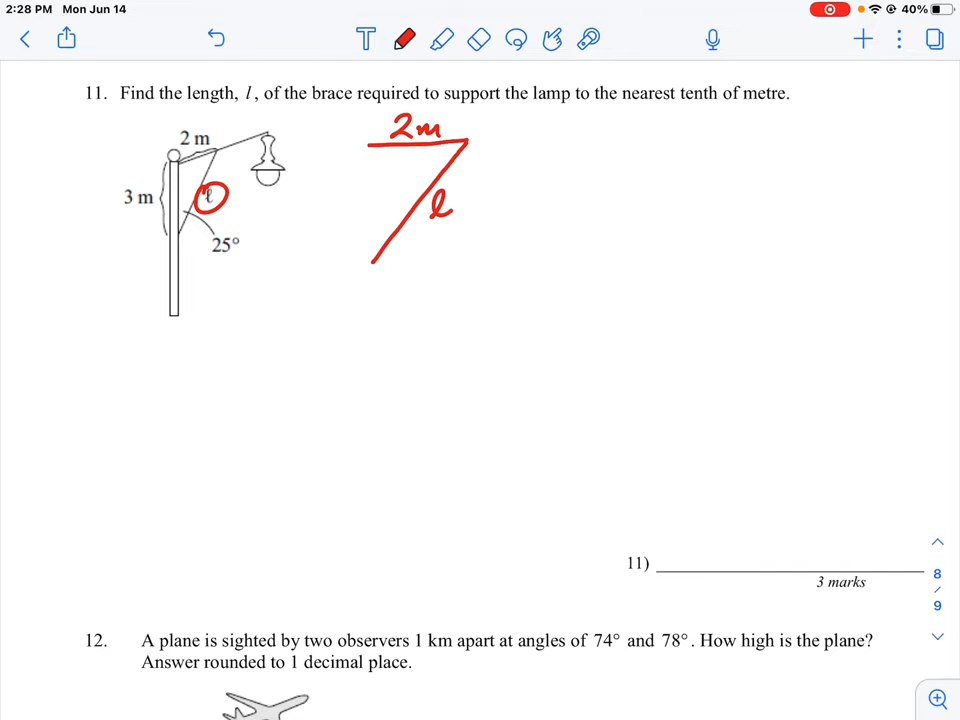 2:28 PM Mon Jun 14
40%
T
11. Find the length, l, of the brace required to support the lamp to the nearest tenth of metre.
2 m
2m
3 m
ℓ
l
25°
11) ____________________
3 marks
8
/
9
12. A plane is sighted by two observers 1 km apart at angles of 74° and 78°. How high is the plane?
Answer rounded to 1 decimal place.